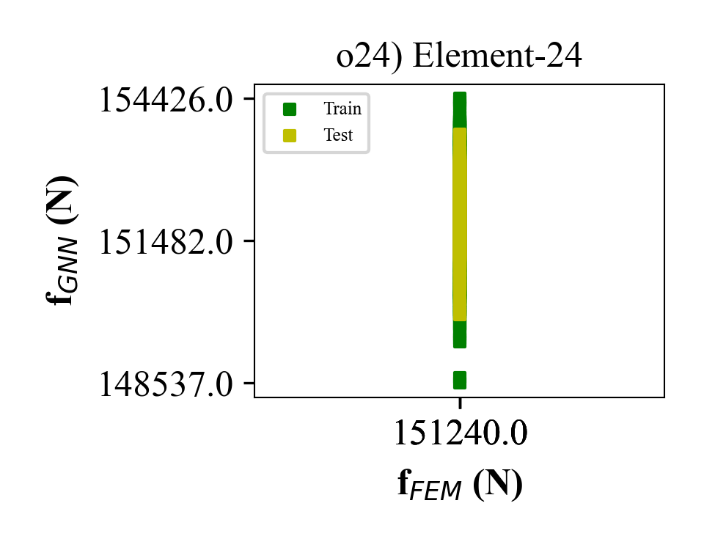 o24) Element-24
154426.0
Train
Test
151482.0
f_GNN (N)
148537.0
151240.0
f_FEM (N)